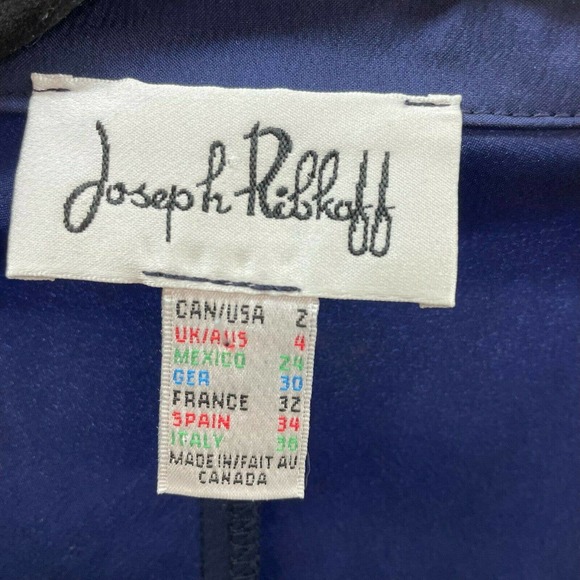 Joseph Ribkoff
CAN/USA 2
UK/AUS 4
MEXICO 24
GER 30
FRANCE 32
SPAIN 34
ITALY 36
MADE IN/FAIT AU
CANADA